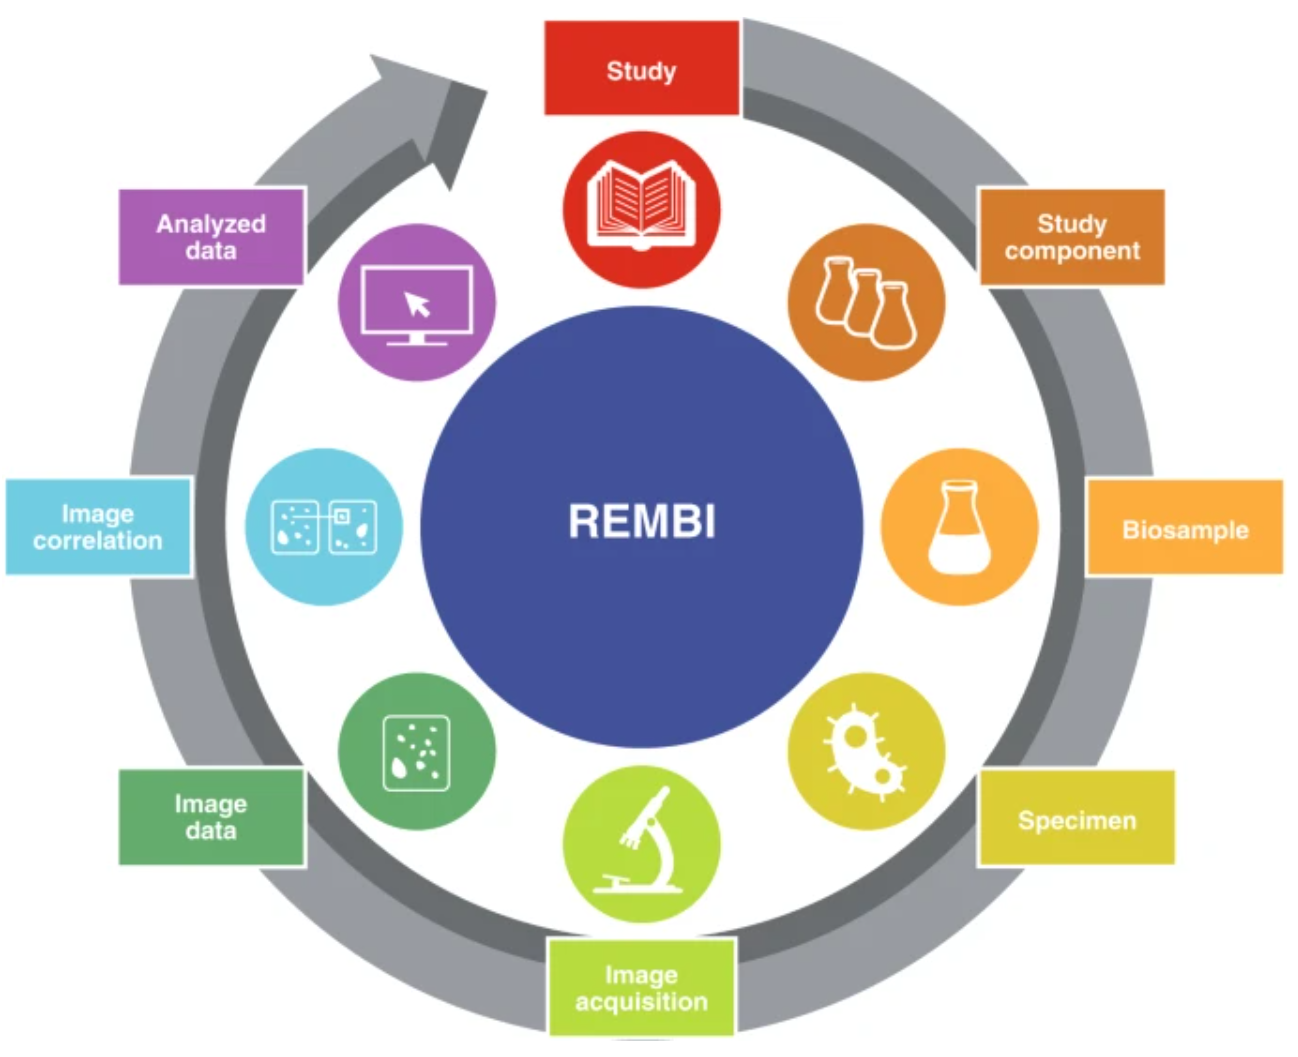 Study
Study
component
Biosample
Specimen
Image
acquisition
Image
data
Image
correlation
Analyzed
data
REMBI